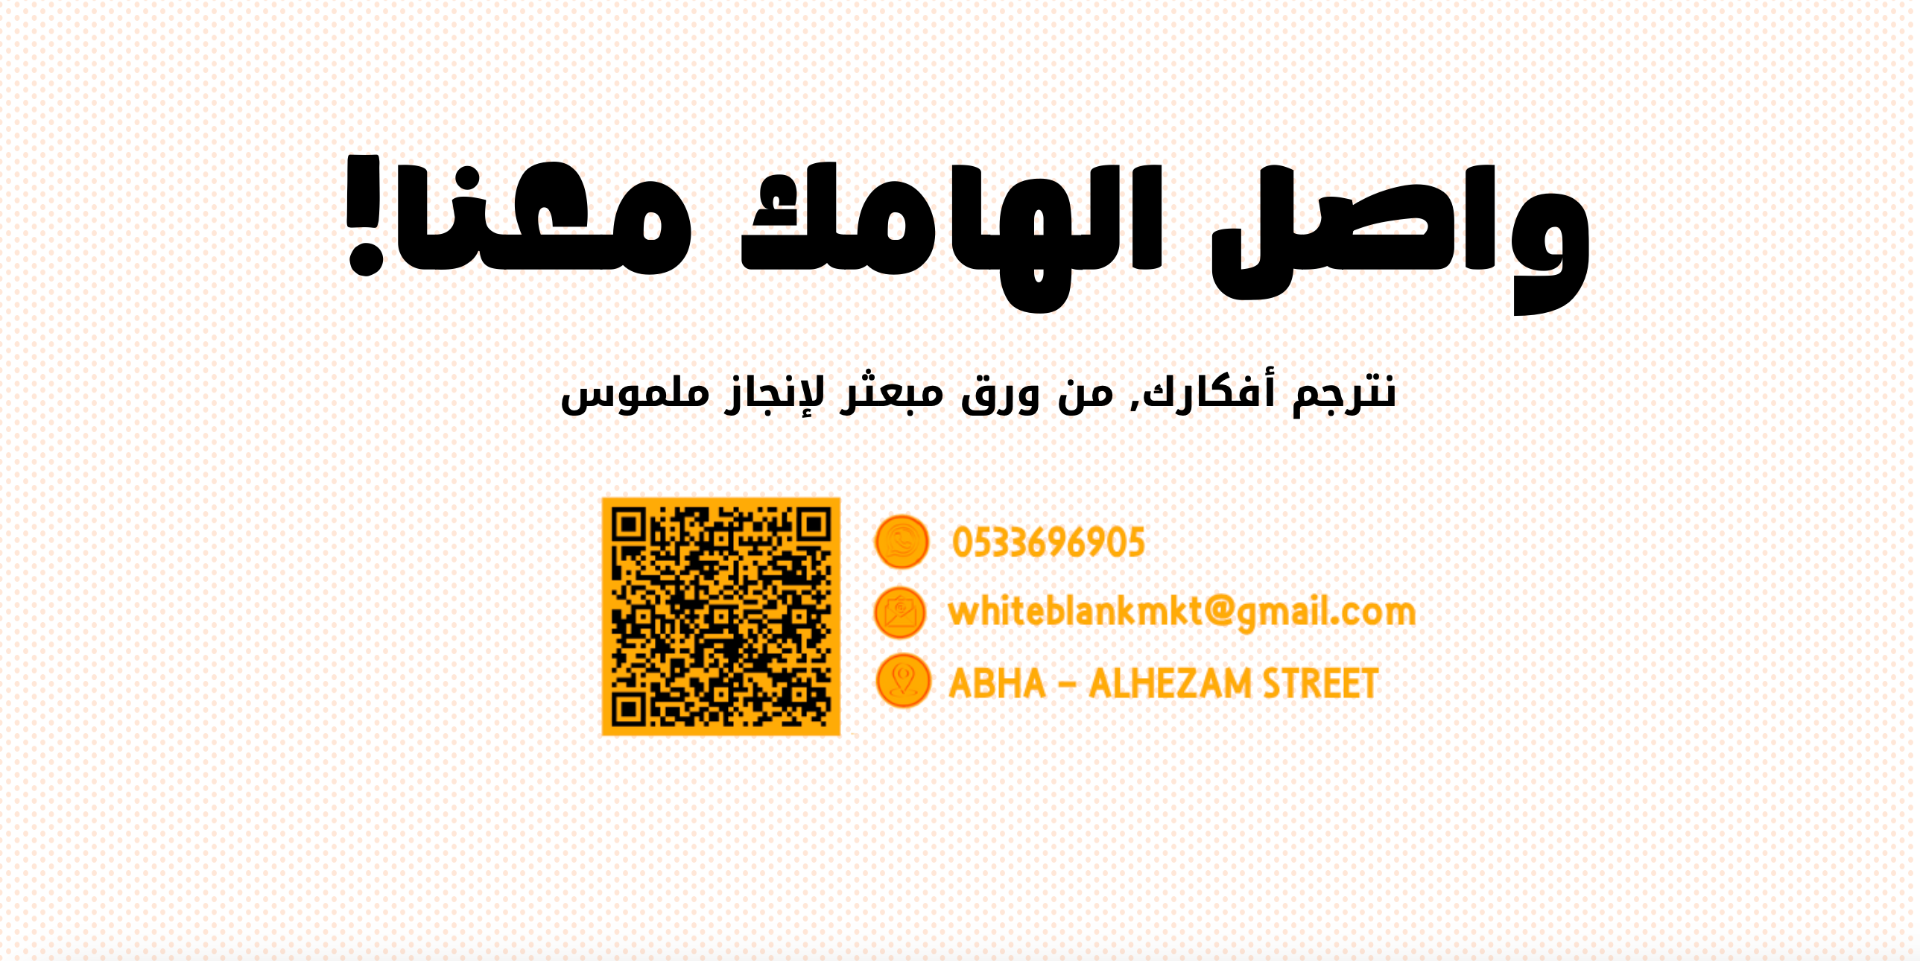 واصل الهامك معنا!
نترجم أفكارك, من ورق مبعثر لإنجاز ملموس
0533696905
whiteblankmkt@gmail.com
ABHA – ALHEZAM STREET